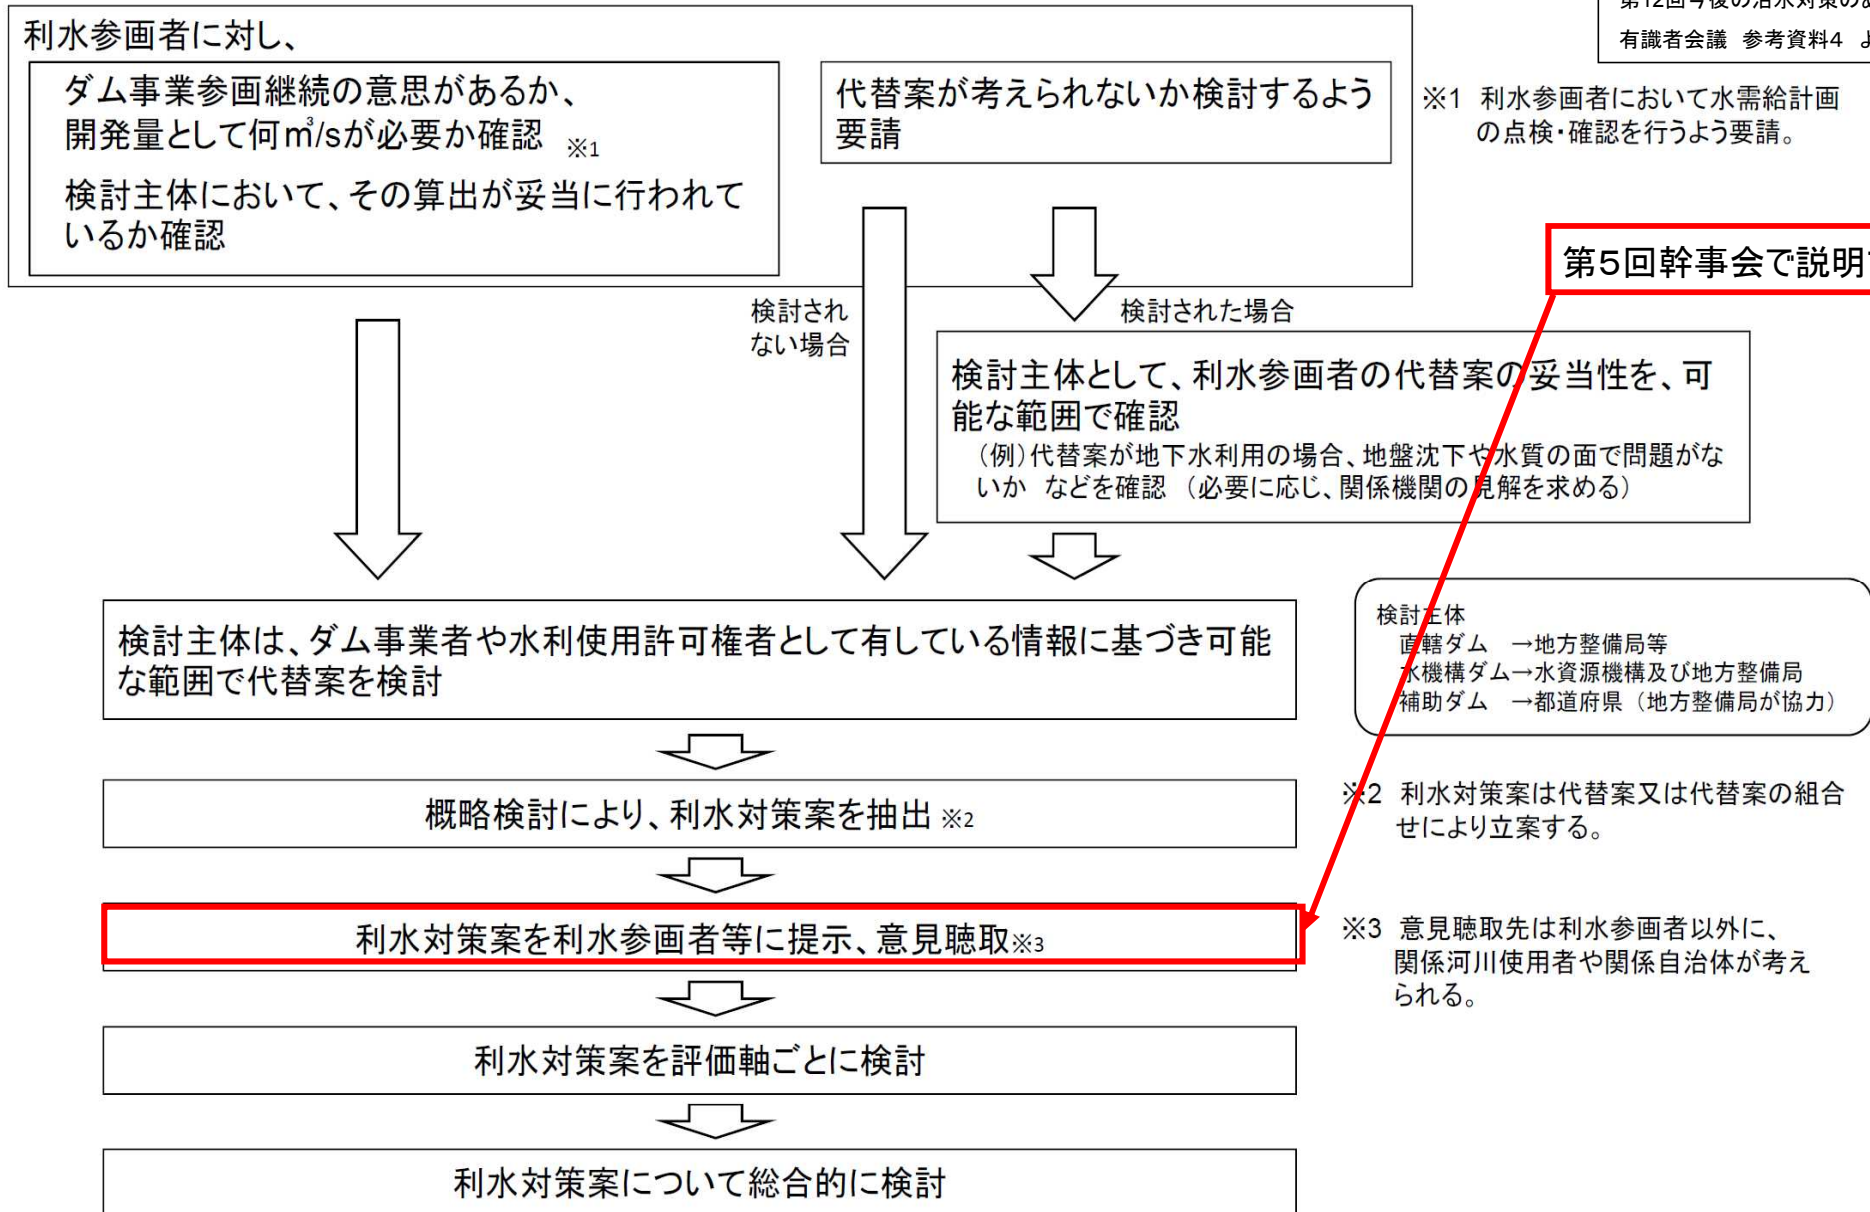 第12回今後の治水対策のあ
有識者会議 参考資料4 よ
利水参画者に対し、
ダム事業参画継続の意思があるか、
開発量として何㎥/sが必要か確認 ※1
検討主体において、その算出が妥当に行われて
いるか確認
代替案が考えられないか検討するよう
要請
※1 利水参画者において水需給計画
の点検・確認を行うよう要請。
第5回幹事会で説明
検討され
ない場合
検討された場合
検討主体として、利水参画者の代替案の妥当性を、可
能な範囲で確認
(例)代替案が地下水利用の場合、地盤沈下や水質の面で問題がな
いか などを確認 (必要に応じ、関係機関の見解を求める)
検討主体は、ダム事業者や水利使用許可権者として有している情報に基づき可能
な範囲で代替案を検討
検討主体
直轄ダム →地方整備局等
水機構ダム→水資源機構及び地方整備局
補助ダム →都道府県(地方整備局が協力)
概略検討により、利水対策案を抽出 ※2
※2 利水対策案は代替案又は代替案の組合
せにより立案する。
利水対策案を利水参画者等に提示、意見聴取※3
※3 意見聴取先は利水参画者以外に、
関係河川使用者や関係自治体が考え
られる。
利水対策案を評価軸ごとに検討
利水対策案について総合的に検討